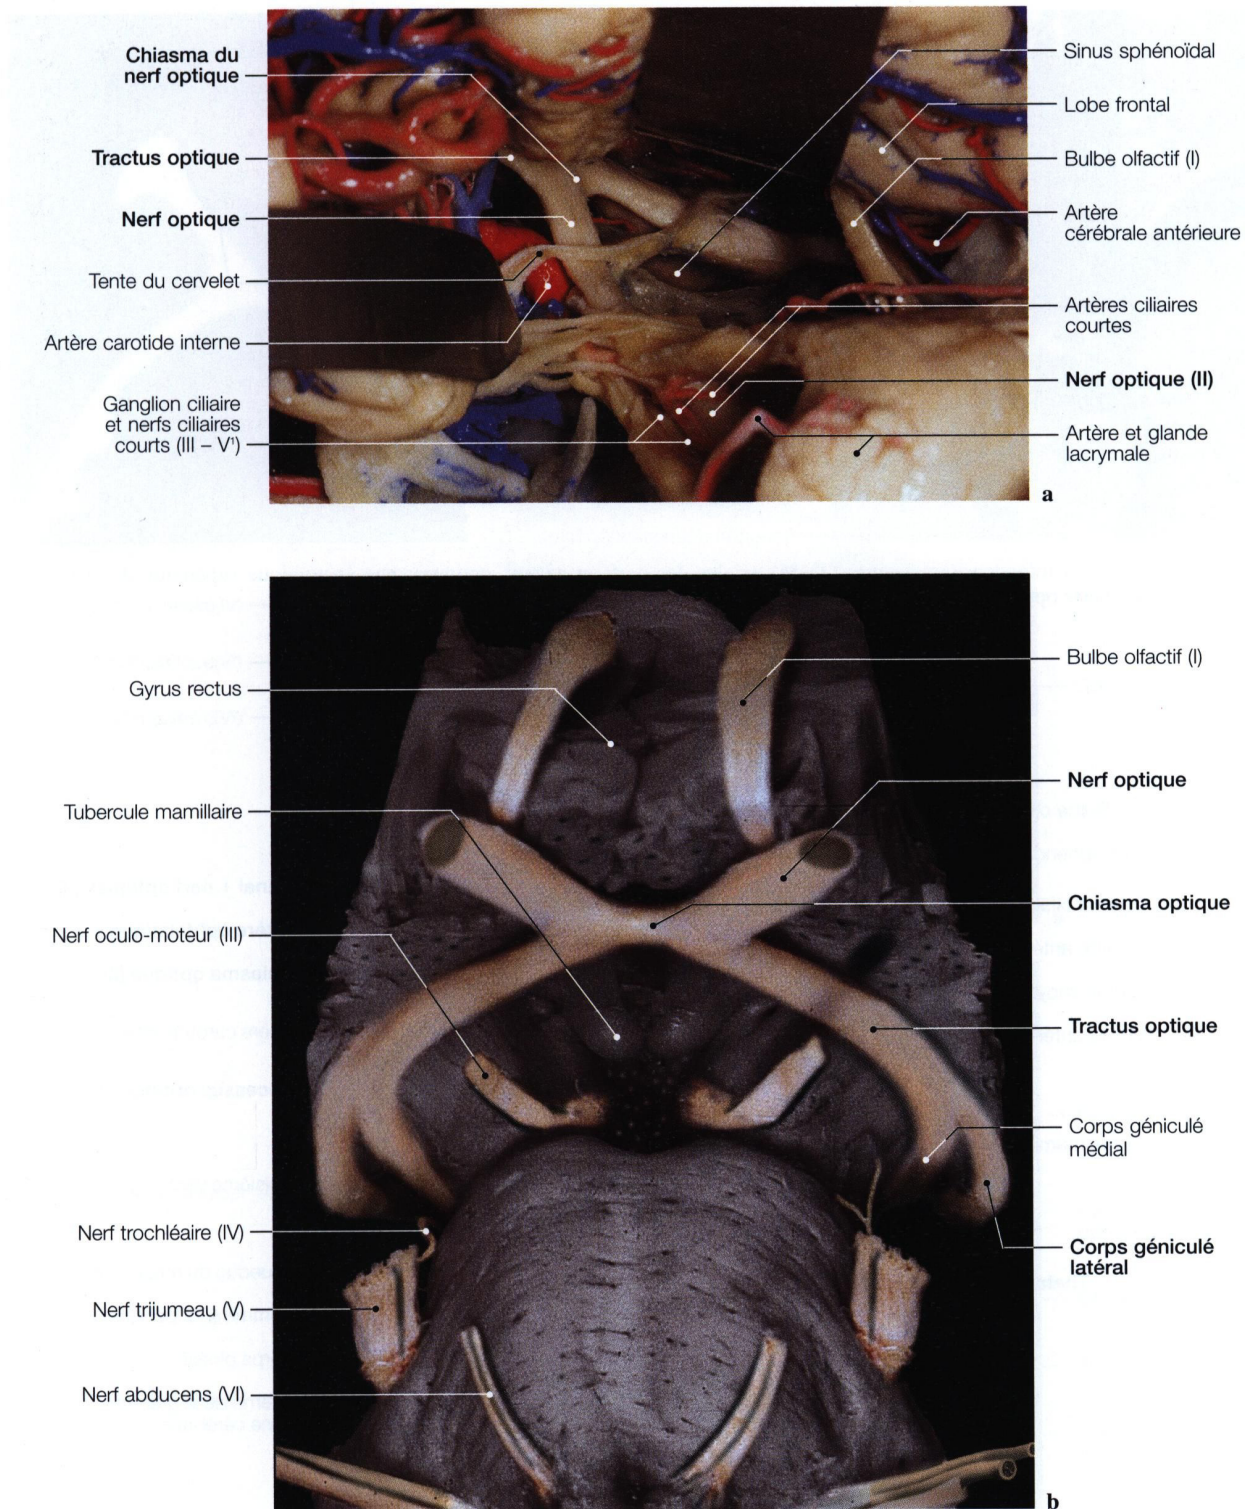 Chiasma du
nerf optique
Tractus optique
Nerf optique
Tente du cervelet
Artère carotide interne
Ganglion ciliaire
et nerfs ciliaires
courts (III – V¹)
Sinus sphénoïdal
Lobe frontal
Bulbe olfactif (I)
Artère
cérébrale antérieure
Artères ciliaires
courtes
Nerf optique (II)
Artère et glande
lacrymale
a
Gyrus rectus
Tubercule mamillaire
Nerf oculo-moteur (III)
Nerf trochléaire (IV)
Nerf trijumeau (V)
Nerf abducens (VI)
Bulbe olfactif (I)
Nerf optique
Chiasma optique
Tractus optique
Corps géniculé
médial
Corps géniculé
latéral
b